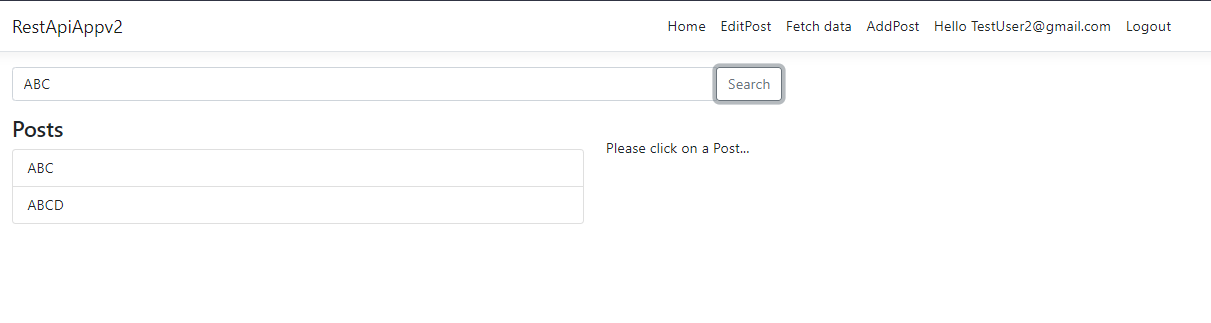 RestApiAppv2 Home EditPost Fetch data AddPost Hello TestUser2@gmail.com Logout
ABC Search
Posts
Please click on a Post...
ABC
ABCD